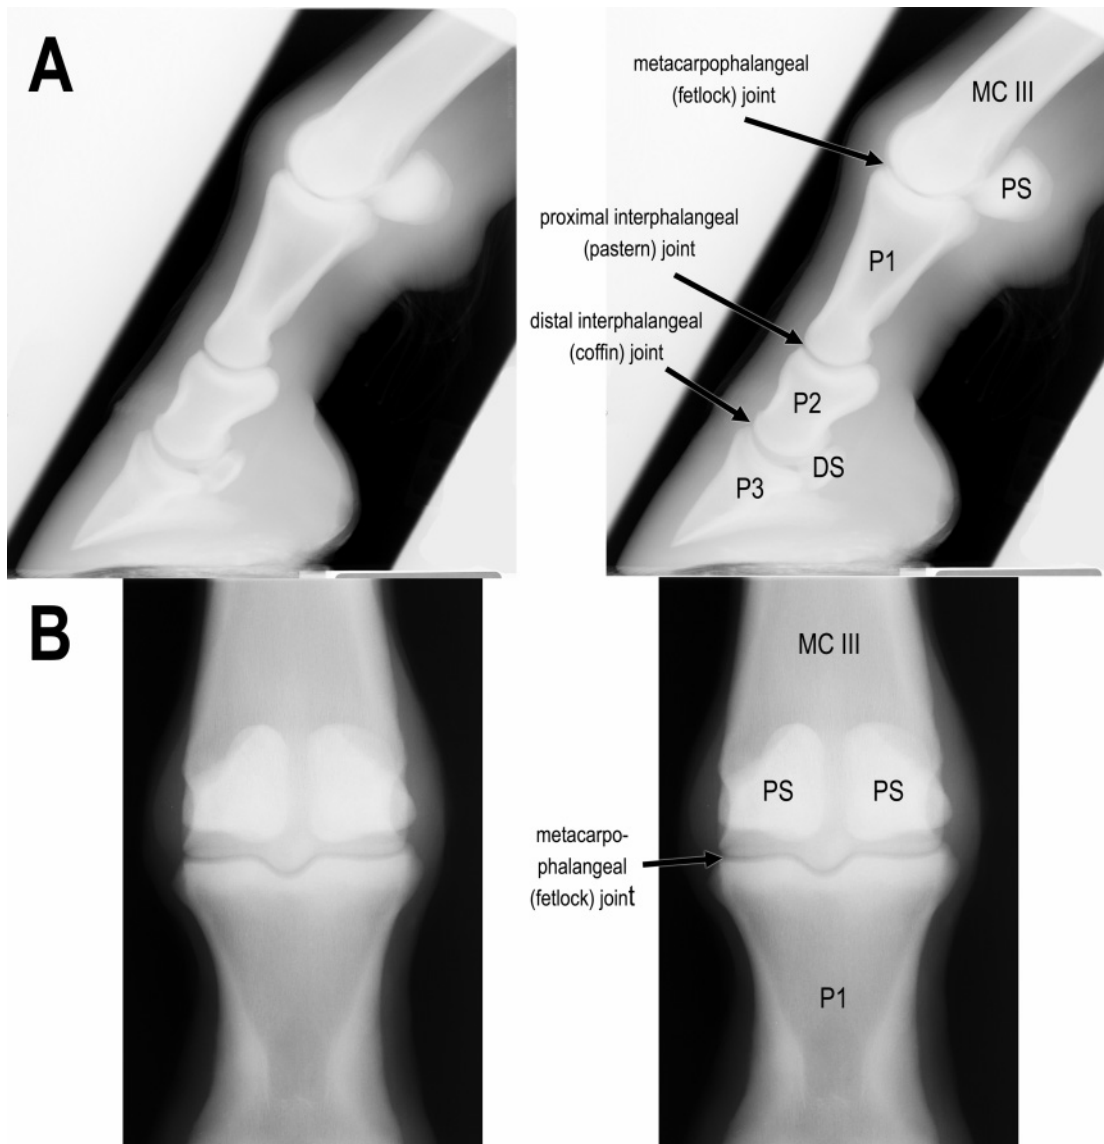 A
metacarpophalangeal
(fetlock) joint
MC III
PS
proximal interphalangeal
(pastern) joint
P1
distal interphalangeal
(coffin) joint
P2
DS
P3
B
MC III
PS PS
metacarpo-
phalangeal
(fetlock) joint
P1